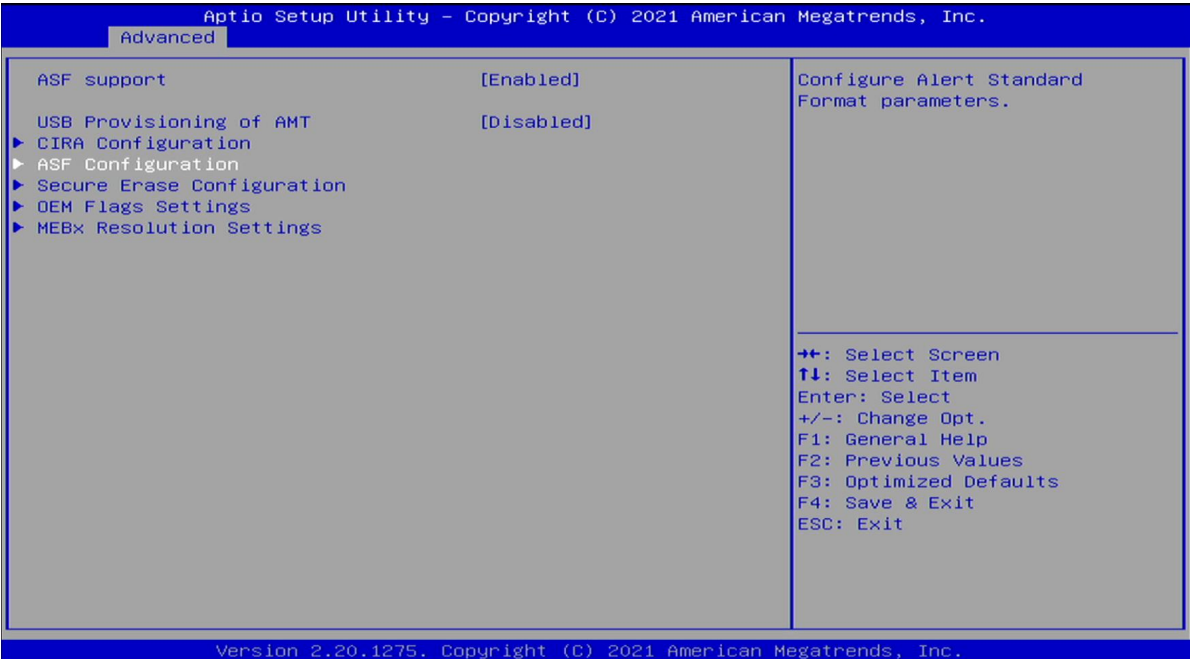 Aptio Setup Utility – Copyright (C) 2021 American Megatrends, Inc.
Advanced
ASF support [Enabled]
USB Provisioning of AMT [Disabled]
► CIRA Configuration
► ASF Configuration
► Secure Erase Configuration
► OEM Flags Settings
► MEBx Resolution Settings
Configure Alert Standard
Format parameters.
→←: Select Screen
↑↓: Select Item
Enter: Select
+/-: Change Opt.
F1: General Help
F2: Previous Values
F3: Optimized Defaults
F4: Save & Exit
ESC: Exit
Version 2.20.1275. Copyright (C) 2021 American Megatrends, Inc.